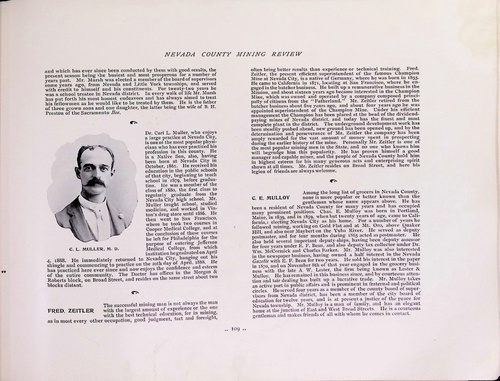 NEVADA COUNTY MINING REVIEW
and which has ever since been conducted by them with good results, the
present season being the busiest and most prosperous for a number of
years past. Mr. Marsh was elected a member of the board of supervisors
some years ago, from Nevada and Little York townships, and served
with credit to himself and his constituents. For twenty-two years he
was a school trustee in Nevada district. In every walk of life Mr. Marsh
has put forth his most honest endeavors and has always aimed to treat
his fellowmen as he would like to be treated by them. He is the father
of three grown sons and one daughter, the latter being the wife of E. H.
Preston of the Sacramento Bee.
Dr. Carl L. Muller, who enjoys
a large practice at Nevada City,
is one of the most popular physi-
cians who has ever practiced his
profession in that city. He is
a Native Son, also, having
been born at Nevada City in
October, 1861. He received his
education in the public schools
of that city, beginning to teach
school in 1879, before gradua-
tion. He was a member of the
class of 1880, the first class to
regularly graduate from the
Nevada City high school. Mr.
Muller taught school, studied
medicine, and worked in Vin-
ton's drug store until 1886. He
then went to San Francisco,
where he took two courses in
Cooper Medical College, and at
the conclusion of these courses
he left for Philadelphia for the
purpose of entering Jefferson
Medical College, from which
institution he graduated on April
C. L. MULLER, M. D.
4, 1888. He immediately returned to Nevada City, hanging out his
shingle and commencing to practice on the 28th of April, 1888. He
has practiced here ever since and now enjoys the confidence and esteem
of the entire community. The Doctor has offices in the Morgan &
Roberts block, on Broad Street, and resides on the same street about two
blocks distant.
FRED. ZEITLER
The successful mining man is not always the man
with the largest amount of experience or the one
with the best technical education, for in mining,
as in most every other occupation, good judgment, tact and foresight,
often bring better results than experience or technical training. Fred.
Zeitler, the present efficient superintendent of the famous Champion
Mine at Nevada City, is a native of Germany, where he was born in 1853.
He came to California in 1871, locating at San Francisco, where he en-
gaged in the butcher business. He built up a remunerative business in the
Mission, and about sixteen years ago became interested in the Champion
Mine, which was owned and operated by a company composed princi-
pally of citizens from the "Fatherland." Mr. Zeitler retired from the
butcher business about five years ago, and about four years ago he was
appointed superintendent of the Champion Mine. Under his efficient
management the Champion has been placed at the head of the dividend-
paying mines of Nevada district, and today has the finest and most
complete plant in the district. The underground development work has
been steadily pushed ahead, new ground has been opened up, and by the
determination and perseverance of Mr. Zeitler the company has been
amply rewarded for the vast amount of money spent in prospecting
during the earlier history of the mine. Personally Mr. Zeitler is one of
the most popular mining men in the State, and no one who knows him
will begrudge him this popularity. He has proven himself a good
manager and capable miner, and the people of Nevada County hold him
in highest esteem for his many generous acts and enterprising spirit
shown at all times. Mr. Zeitler resides on Broad Street, and here his
legion of friends are always welcome.
C. E. MULLOY
Among the long list of grocers in Nevada County,
none is more popular or better known than the
gentleman whose name appears above. He has
been a resident of Nevada County for many years and has occupied
many prominent positions. Chas. E. Mulloy was born in Portland,
Maine, in 1839, and in 1859, when but twenty years of age, came to Cali-
fornia, electing Nevada City as his home. For a number of years he
followed mining, working on Gold Flat and at Mt. Oro, above Quaker
Hill, and also near Marysel on the Yuba River. He served as deputy
postmaster, and for four months during 1865 acted as postmaster. He
also held several important deputy-ships, having been deputy assessor
for four years under E. F. Bean, and also deputy tax collector under Dr.
Wm. McCormick and Charles Barker. Mr. Mulloy was also interested
in the newspaper business, having owned a half interest in the Nevada
Gazette with E. F. Bean for two years. He sold his interest in the paper
in 1870, and on November 8th of that year engaged in the grocery busi-
ness with the late A. W. Lester, the firm being known as Lester &
Mulloy. He has remained in this business since, and by courteous atten-
tion and fair dealing has built up a lucrative trade. Mr. Mulloy takes
an active part in public affairs and is prominent in fraternal and political
circles. He served four years as a member of the county board of super-
visors from Nevada district, has been a member of the city board of
education for twelve years, and is at present a justice of the peace for
Nevada township. Mr. Mulloy is a man of family, and has an elegant
home at the junction of East and West Broad Streets. He is a courteous
gentleman and makes friends of all with whom he comes in contact.
.. 109 ..